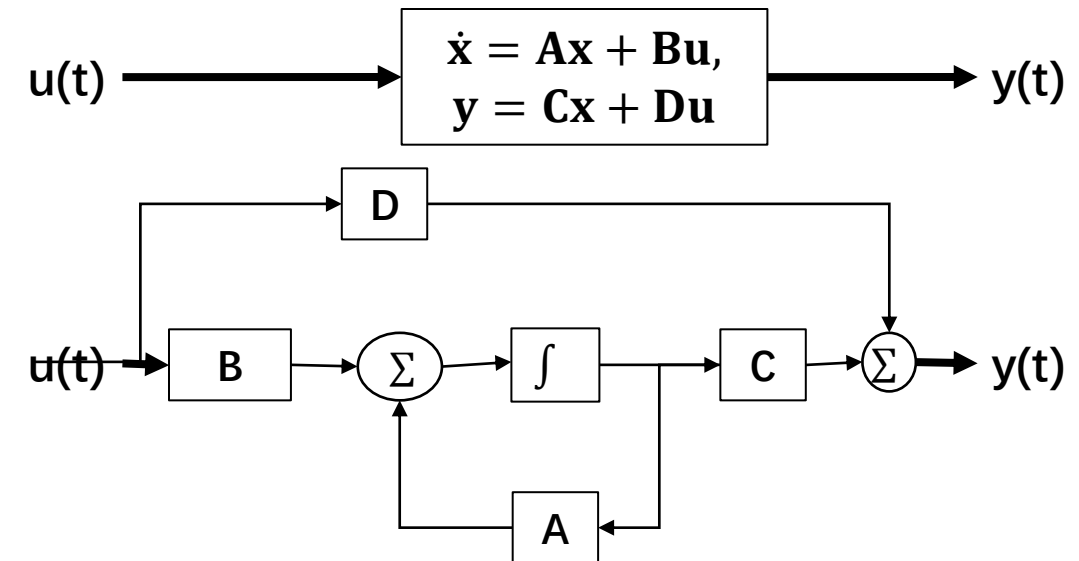 ẋ = Ax + Bu,
u(t) y(t)
y = Cx + Du
D
u(t) B Σ ∫ C Σ y(t)
A